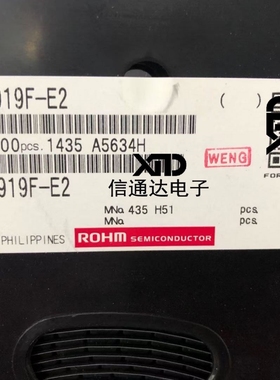 919F-E2
( )
00pcs. 1435 A5634H
XTD
WENG
FOR
919F-E2
信通达电子
MNo. 435 H51 pcs.
MNo. pcs.
PHILIPPINES ROHM SEMICONDUCTOR